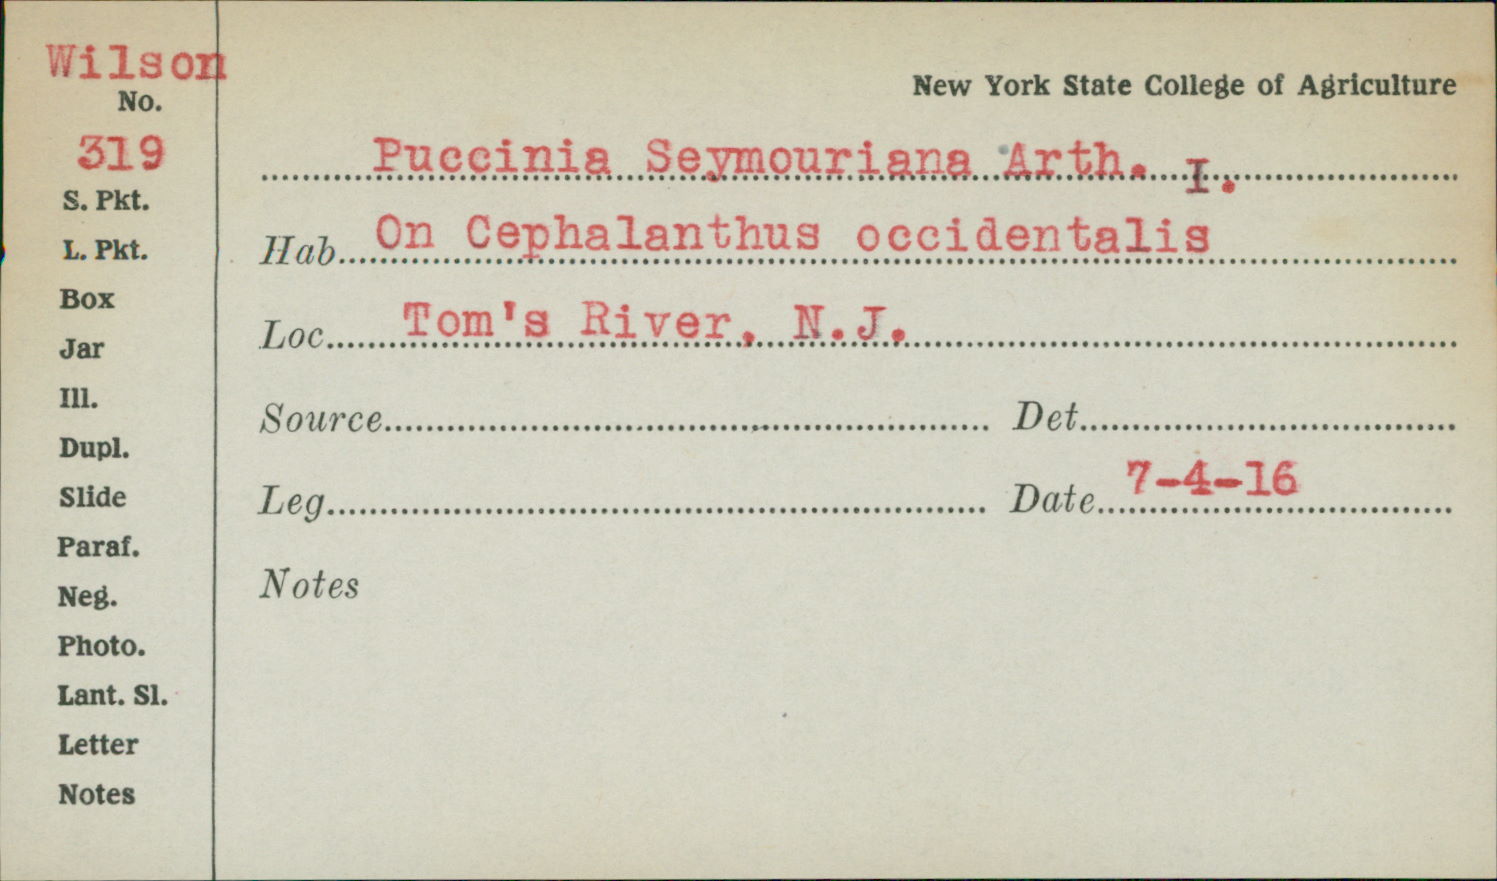 Wilson
No.
319
S. Pkt.
L. Pkt.
Box
Jar
Ill.
Dupl.
Slide
Paraf.
Neg.
Photo.
Lant. Sl.
Letter
Notes
New York State College of Agriculture
Puccinia Seymouriana Arth. I.
Hab. On Cephalanthus occidentalis
Loc. Tom's River, N.J.
Source Det.
Leg. Date 7-4-16
Notes